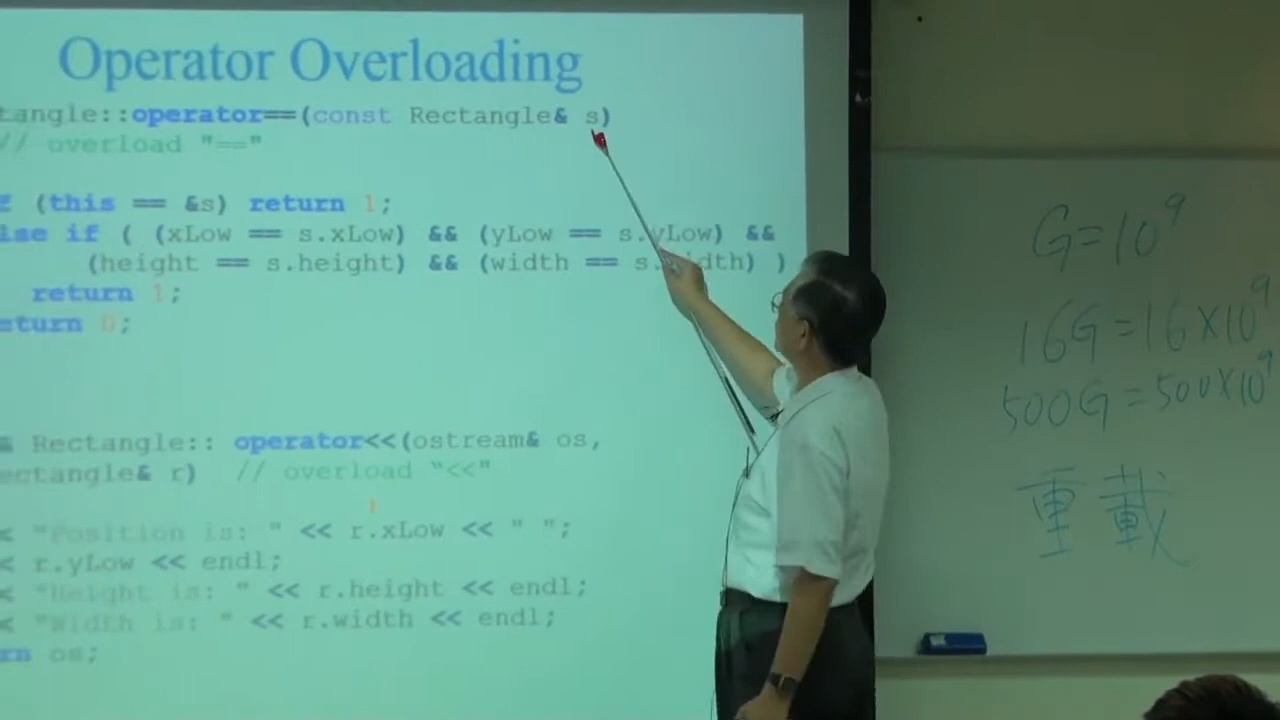 Operator Overloading
tangle::operator==(const Rectangle& s)
// overload "=="
(this == &s) return 1;
lse if ( (xLow == s.xLow) && (yLow == s.yLow) &&
(height == s.height) && (width == s.width) )
return 1;
eturn 0;
& Rectangle:: operator<<(ostream& os,
ectangle& r) // overload "<<"
< "Position is: " << r.xLow << " ";
< r.yLow << endl;
< "Height is: " << r.height << endl;
< "Width is: " << r.width << endl;
rn os;
G=10⁹
16G=16×10⁹
500G=500×10⁹
重載